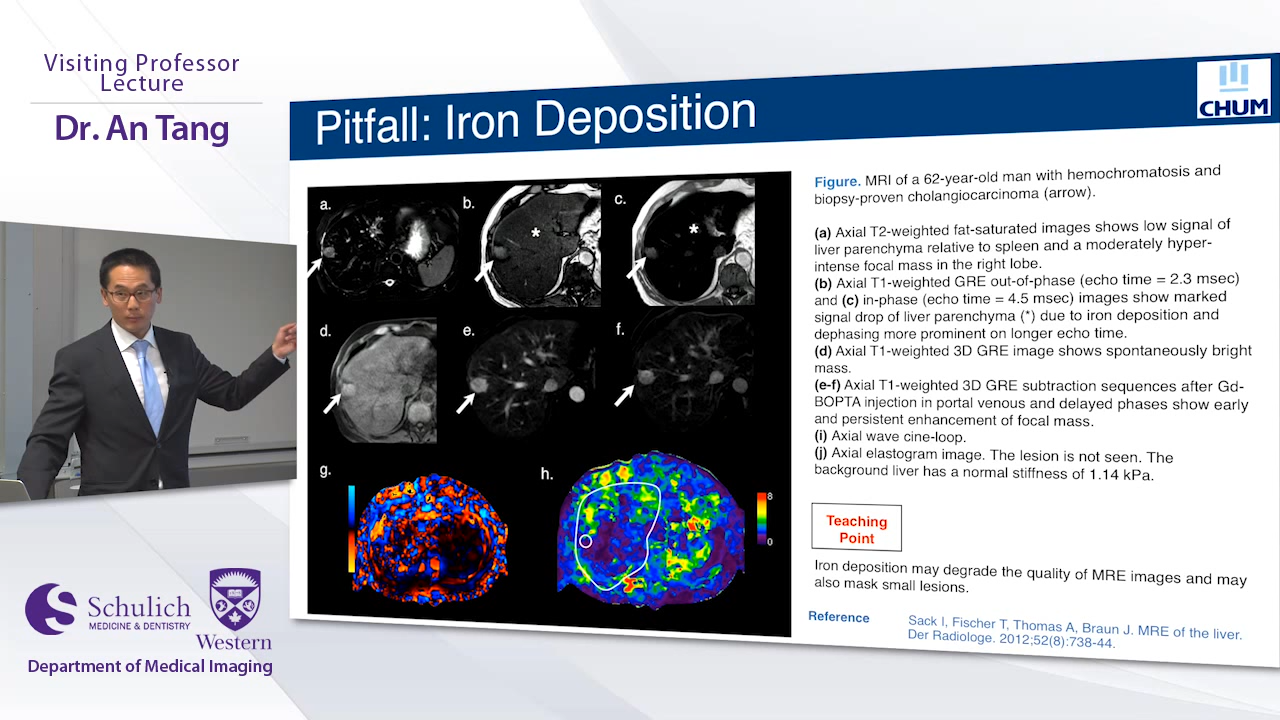 Visiting Professor
Lecture
Dr. An Tang
Pitfall: Iron Deposition
CHUM
a.
b.
c.
*
*
d.
e.
f.
g.
h.
8
0
Figure. MRI of a 62-year-old man with hemochromatosis and
biopsy-proven cholangiocarcinoma (arrow).
(a) Axial T2-weighted fat-saturated images shows low signal of
liver parenchyma relative to spleen and a moderately hyper-
intense focal mass in the right lobe.
(b) Axial T1-weighted GRE out-of-phase (echo time = 2.3 msec)
and (c) in-phase (echo time = 4.5 msec) images show marked
signal drop of liver parenchyma (*) due to iron deposition and
dephasing more prominent on longer echo time.
(d) Axial T1-weighted 3D GRE image shows spontaneously bright
mass.
(e-f) Axial T1-weighted 3D GRE subtraction sequences after Gd-
BOPTA injection in portal venous and delayed phases show early
and persistent enhancement of focal mass.
(i) Axial wave cine-loop.
(j) Axial elastogram image. The lesion is not seen. The
background liver has a normal stiffness of 1.14 kPa.
Teaching
Point
Iron deposition may degrade the quality of MRE images and may
also mask small lesions.
Reference
Sack I, Fischer T, Thomas A, Braun J. MRE of the liver.
Der Radiologe. 2012;52(8):738-44.
Schulich
MEDICINE & DENTISTRY
Western
Department of Medical Imaging